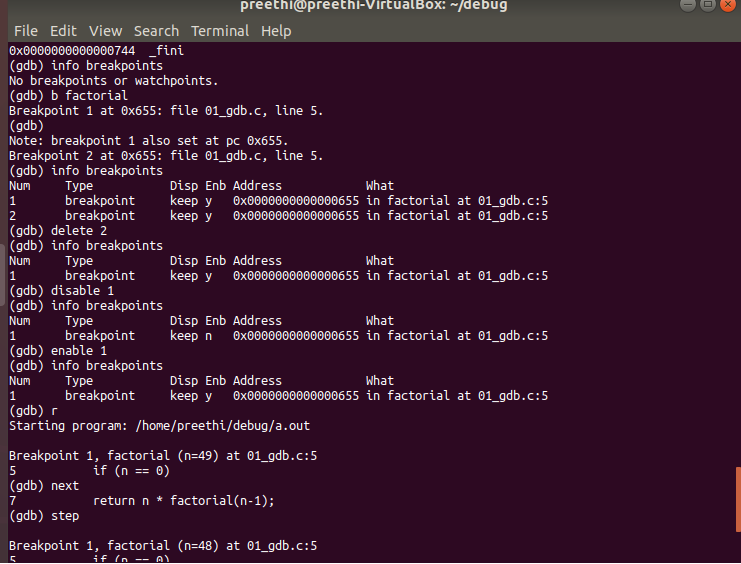 preethi@preethi-VirtualBox: ~/debug
File Edit View Search Terminal Help
0x0000000000000744  _fini
(gdb) info breakpoints
No breakpoints or watchpoints.
(gdb) b factorial
Breakpoint 1 at 0x655: file 01_gdb.c, line 5.
(gdb)
Note: breakpoint 1 also set at pc 0x655.
Breakpoint 2 at 0x655: file 01_gdb.c, line 5.
(gdb) info breakpoints
Num     Type           Disp Enb Address            What
1       breakpoint     keep y   0x0000000000000655 in factorial at 01_gdb.c:5
2       breakpoint     keep y   0x0000000000000655 in factorial at 01_gdb.c:5
(gdb) delete 2
(gdb) info breakpoints
Num     Type           Disp Enb Address            What
1       breakpoint     keep y   0x0000000000000655 in factorial at 01_gdb.c:5
(gdb) disable 1
(gdb) info breakpoints
Num     Type           Disp Enb Address            What
1       breakpoint     keep n   0x0000000000000655 in factorial at 01_gdb.c:5
(gdb) enable 1
(gdb) info breakpoints
Num     Type           Disp Enb Address            What
1       breakpoint     keep y   0x0000000000000655 in factorial at 01_gdb.c:5
(gdb) r
Starting program: /home/preethi/debug/a.out
Breakpoint 1, factorial (n=49) at 01_gdb.c:5
5           if (n == 0)
(gdb) next
7           return n * factorial(n-1);
(gdb) step
Breakpoint 1, factorial (n=48) at 01_gdb.c:5
5           if (n == 0)